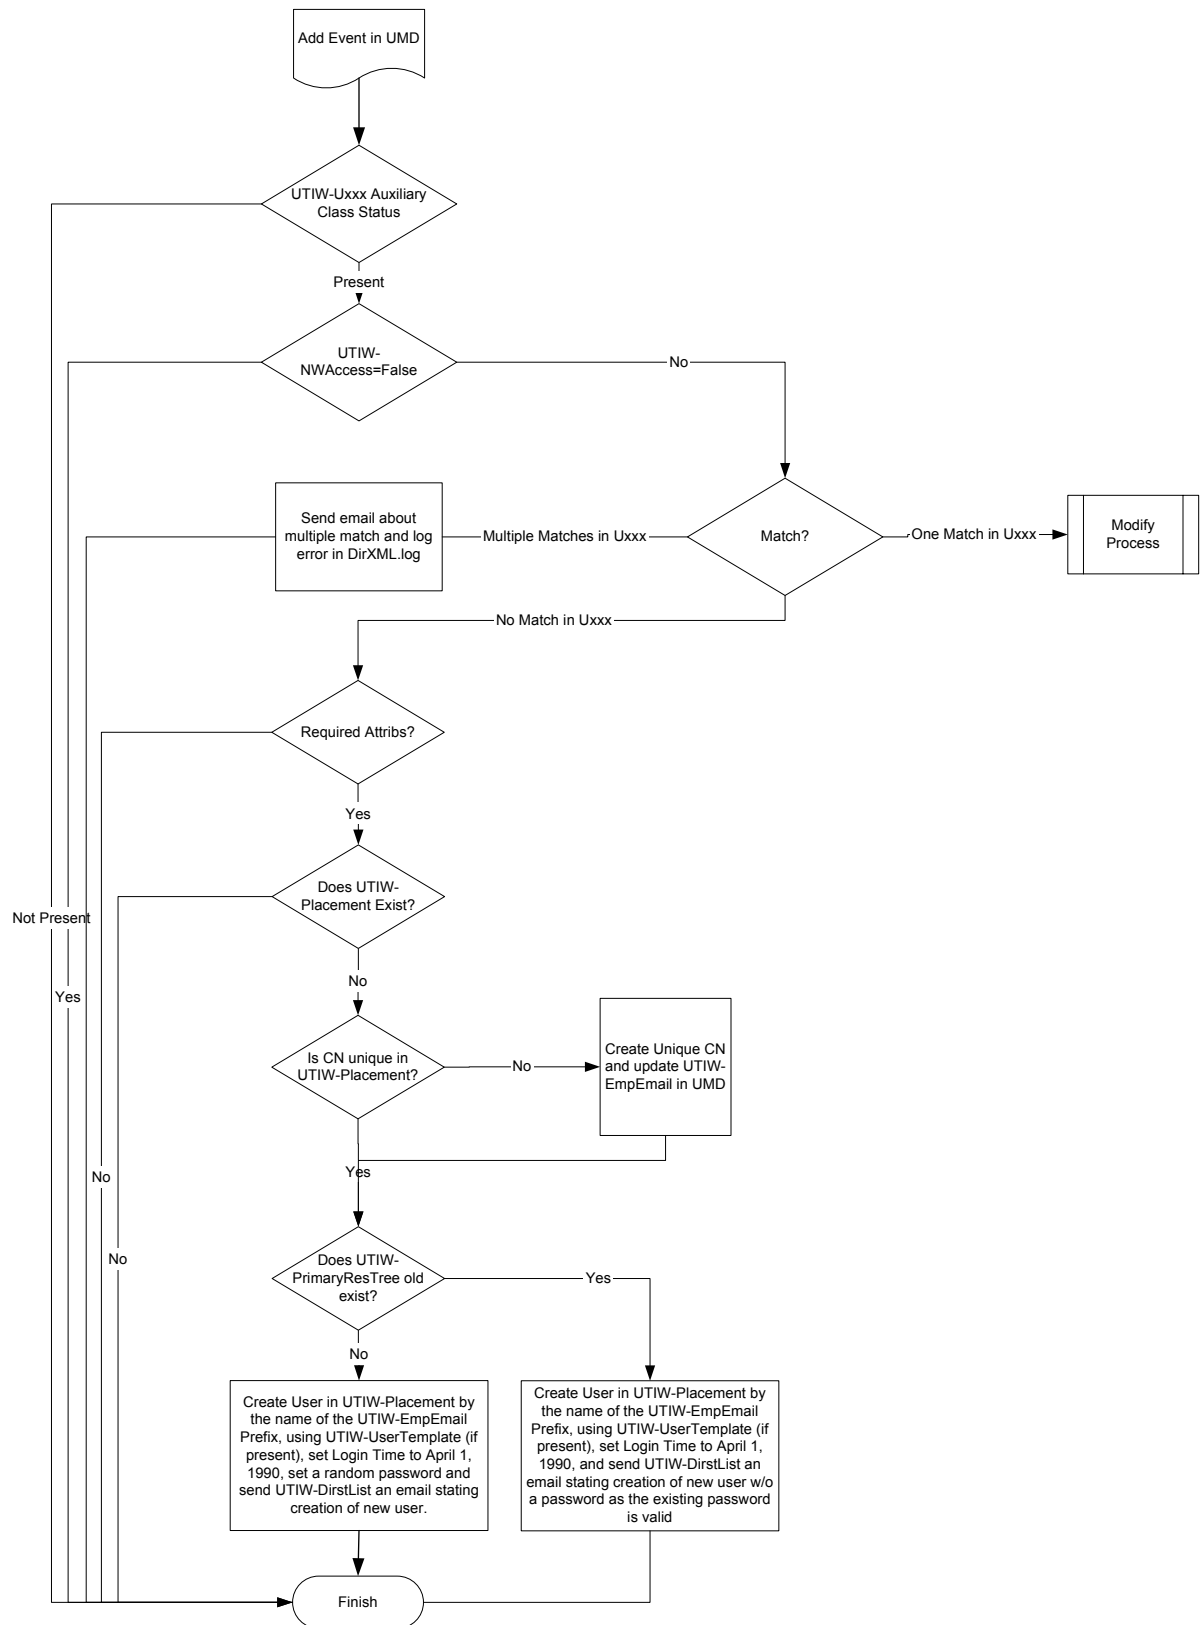 Add Event in UMD
UTIW-Uxxx Auxiliary
Class Status
Present
UTIW-
NWAccess=False
No
Send email about
multiple match and log
error in DirXML.log
Multiple Matches in Uxxx
Match?
One Match in Uxxx
Modify
Process
No Match in Uxxx
Required Attribs?
Yes
Does UTIW-
Placement Exist?
Not Present
No
Yes
Is CN unique in
UTIW-Placement?
No
Create Unique CN
and update UTIW-
EmpEmail in UMD
Yes
No
No
Does UTIW-
PrimaryResTree old
exist?
Yes
No
Create User in UTIW-Placement by
the name of the UTIW-EmpEmail
Prefix, using UTIW-UserTemplate (if
present), set Login Time to April 1,
1990, set a random password and
send UTIW-DirstList an email stating
creation of new user.
Create User in UTIW-Placement by
the name of the UTIW-EmpEmail
Prefix, using UTIW-UserTemplate (if
present), set Login Time to April 1,
1990, and send UTIW-DirstList an
email stating creation of new user w/o
a password as the existing password
is valid
Finish